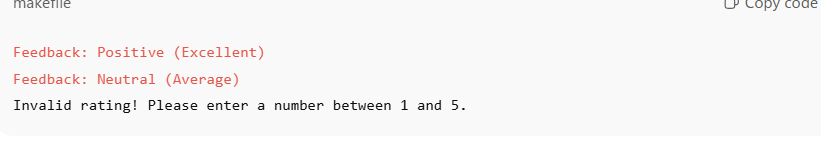 makefile
Copy code
Feedback: Positive (Excellent)
Feedback: Neutral (Average)
Invalid rating! Please enter a number between 1 and 5.